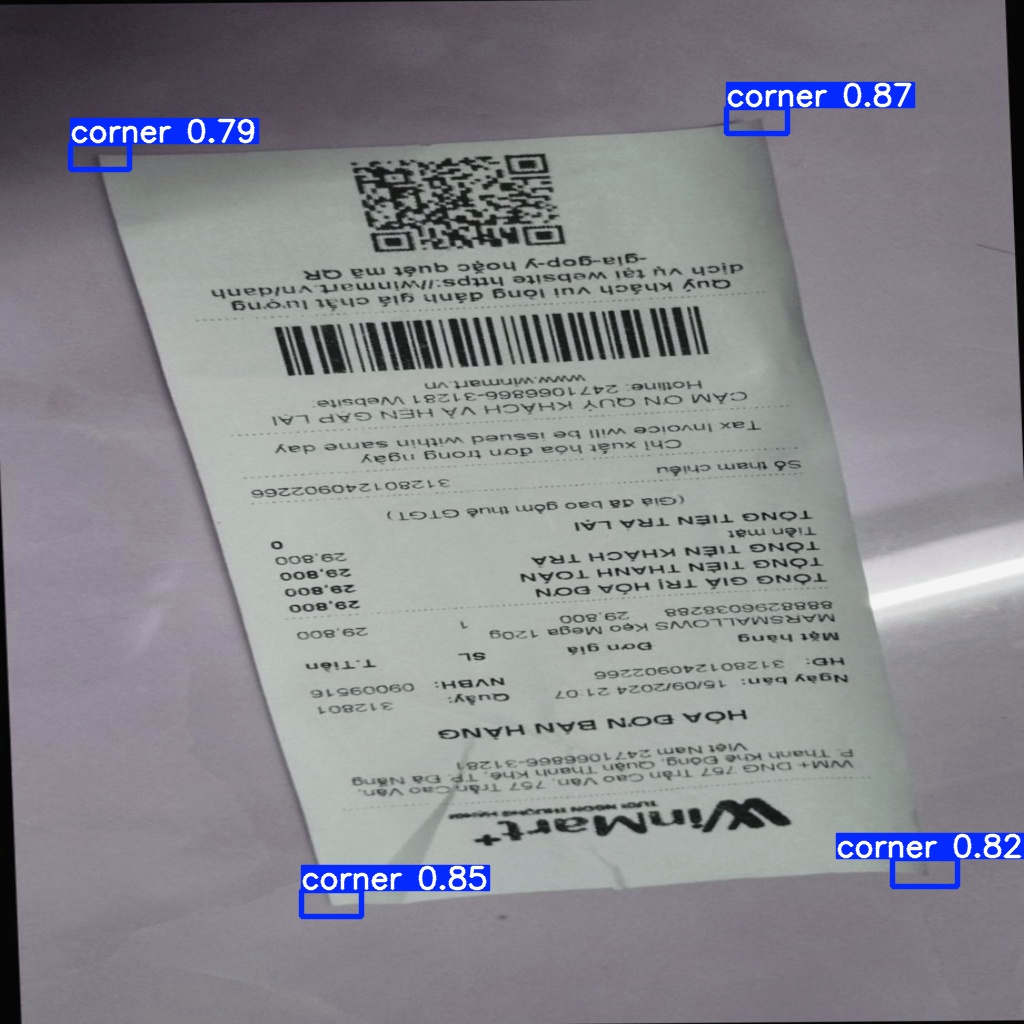 corner 0.79
corner 0.87
corner 0.85
corner 0.82
WinMart+
TƯƠI NGON THƯỢNG HẠNG
WM+ DNG 757 Trần Cao Vân, 757 Trần Cao Vân,
P. Thanh Khê Đông, Quận Thanh Khê, TP. Đà Nẵng
Việt Nam 2471066866-31281
HÓA ĐƠN BÁN HÀNG
Ngày bán: 15/09/2024 21:07 Quầy: 312801
HĐ: 312801240902266 NVBH: 09009516
Mặt hàng Đơn giá SL T.Tiền
MARSMALLOWS Kẹo Mega 120g
8888296038288 29,800 1 29,800
TỔNG GIÁ TRỊ HÓA ĐƠN 29,800
TỔNG TIỀN THANH TOÁN 29,800
TỔNG TIỀN KHÁCH TRẢ 29,800
Tiền mặt 29,800
TỔNG TIỀN TRẢ LẠI 0
(Giá đã bao gồm thuế GTGT)
Số tham chiếu 312801240902266
Chỉ xuất hóa đơn trong ngày
Tax Invoice will be issued within same day
CẢM ƠN QUÝ KHÁCH VÀ HẸN GẶP LẠI
Hotline: 2471066866-31281 Website:
www.winmart.vn
Quý khách vui lòng đánh giá chất lượng
dịch vụ tại website https://winmart.vn/danh
-gia-gop-y hoặc quét mã QR